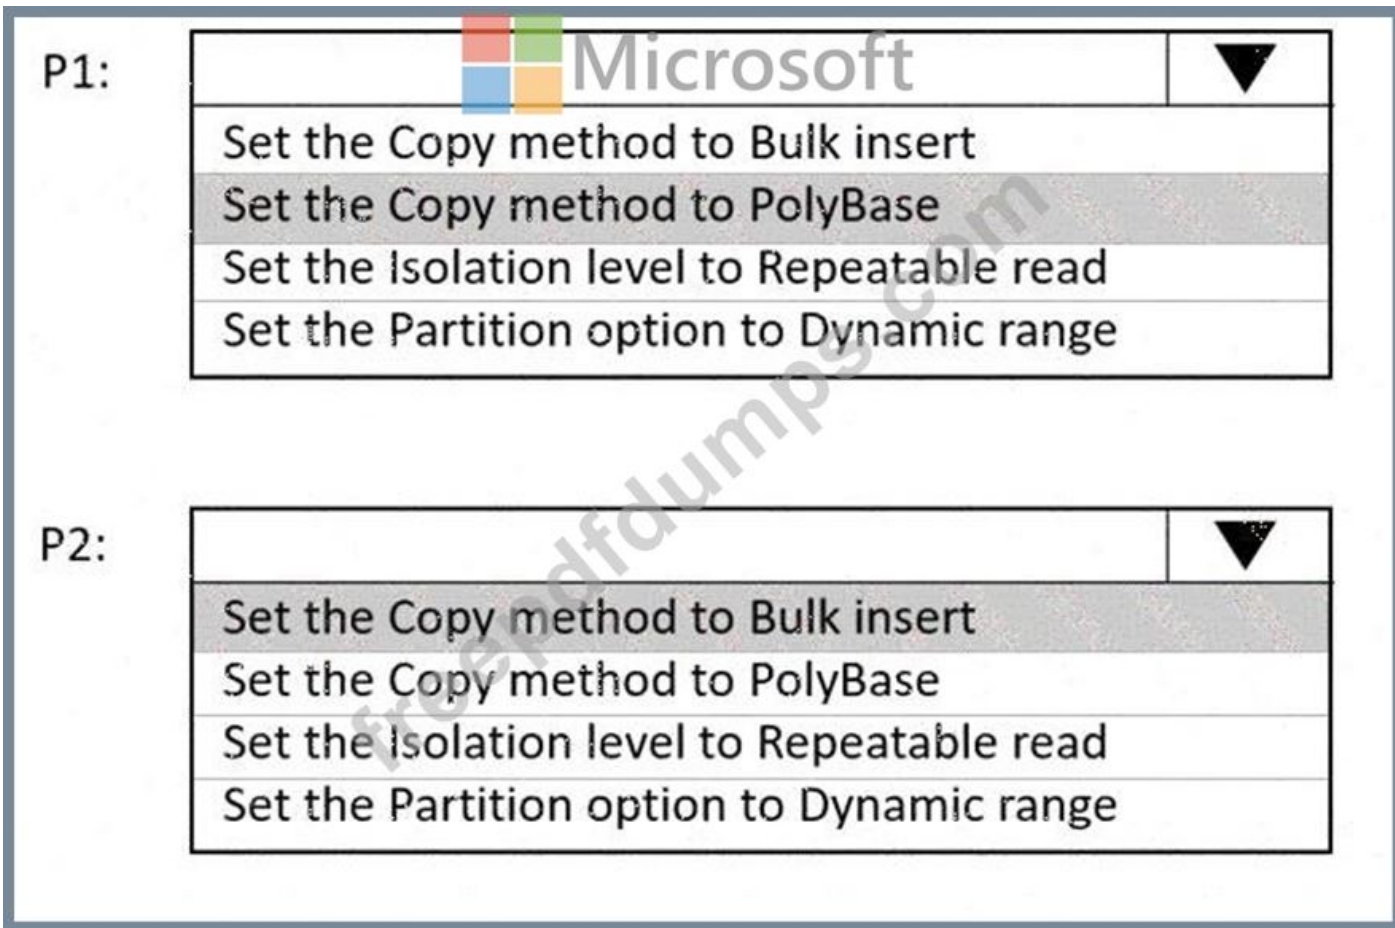 Microsoft
P1:
Set the Copy method to Bulk insert
Set the Copy method to PolyBase
Set the Isolation level to Repeatable read
Set the Partition option to Dynamic range
freepdfdumps.com
P2:
Set the Copy method to Bulk insert
Set the Copy method to PolyBase
Set the Isolation level to Repeatable read
Set the Partition option to Dynamic range